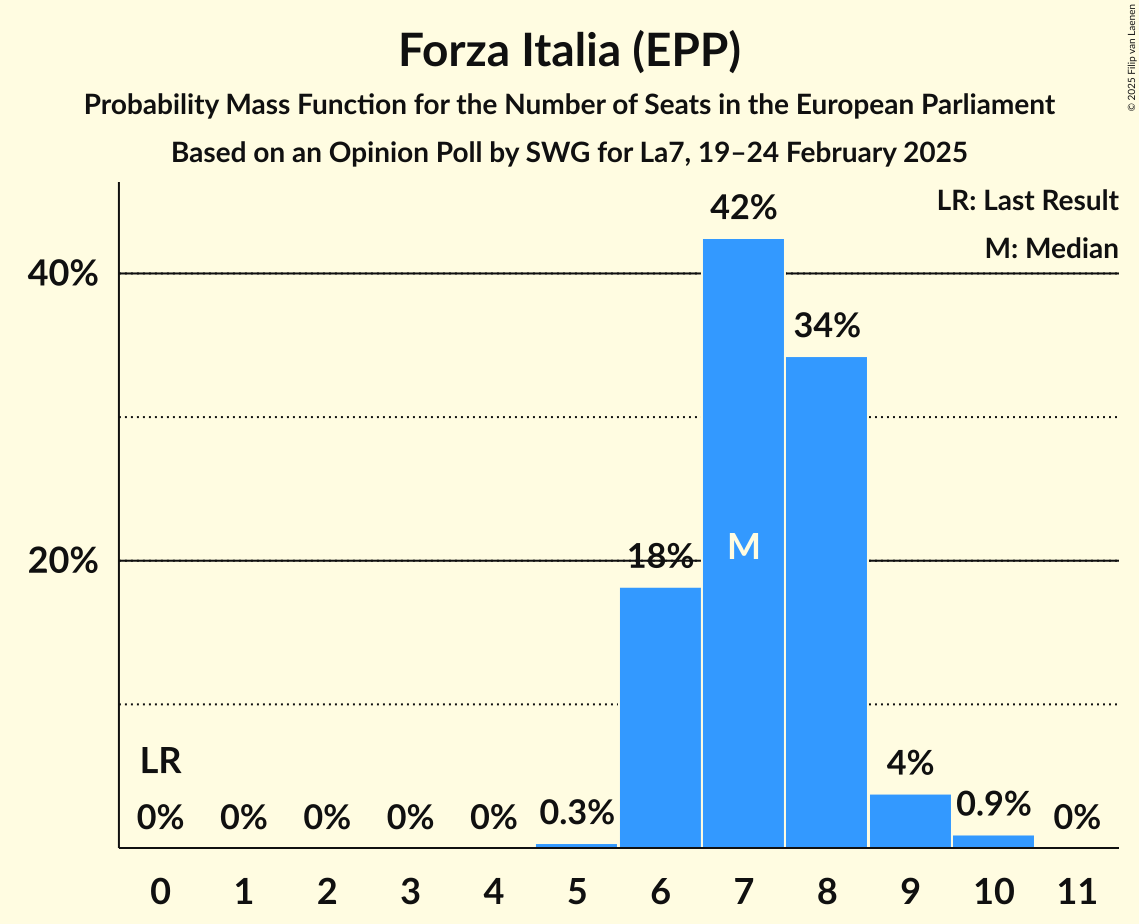 Forza Italia (EPP)
Probability Mass Function for the Number of Seats in the European Parliament
Based on an Opinion Poll by SWG for La7, 19–24 February 2025
© 2025 Filip van Laenen
LR: Last Result
M: Median
40%
20%
42%
34%
18%
M
LR
0%
0%
0%
0%
0%
0.3%
4%
0.9%
0%
0 1 2 3 4 5 6 7 8 9 10 11